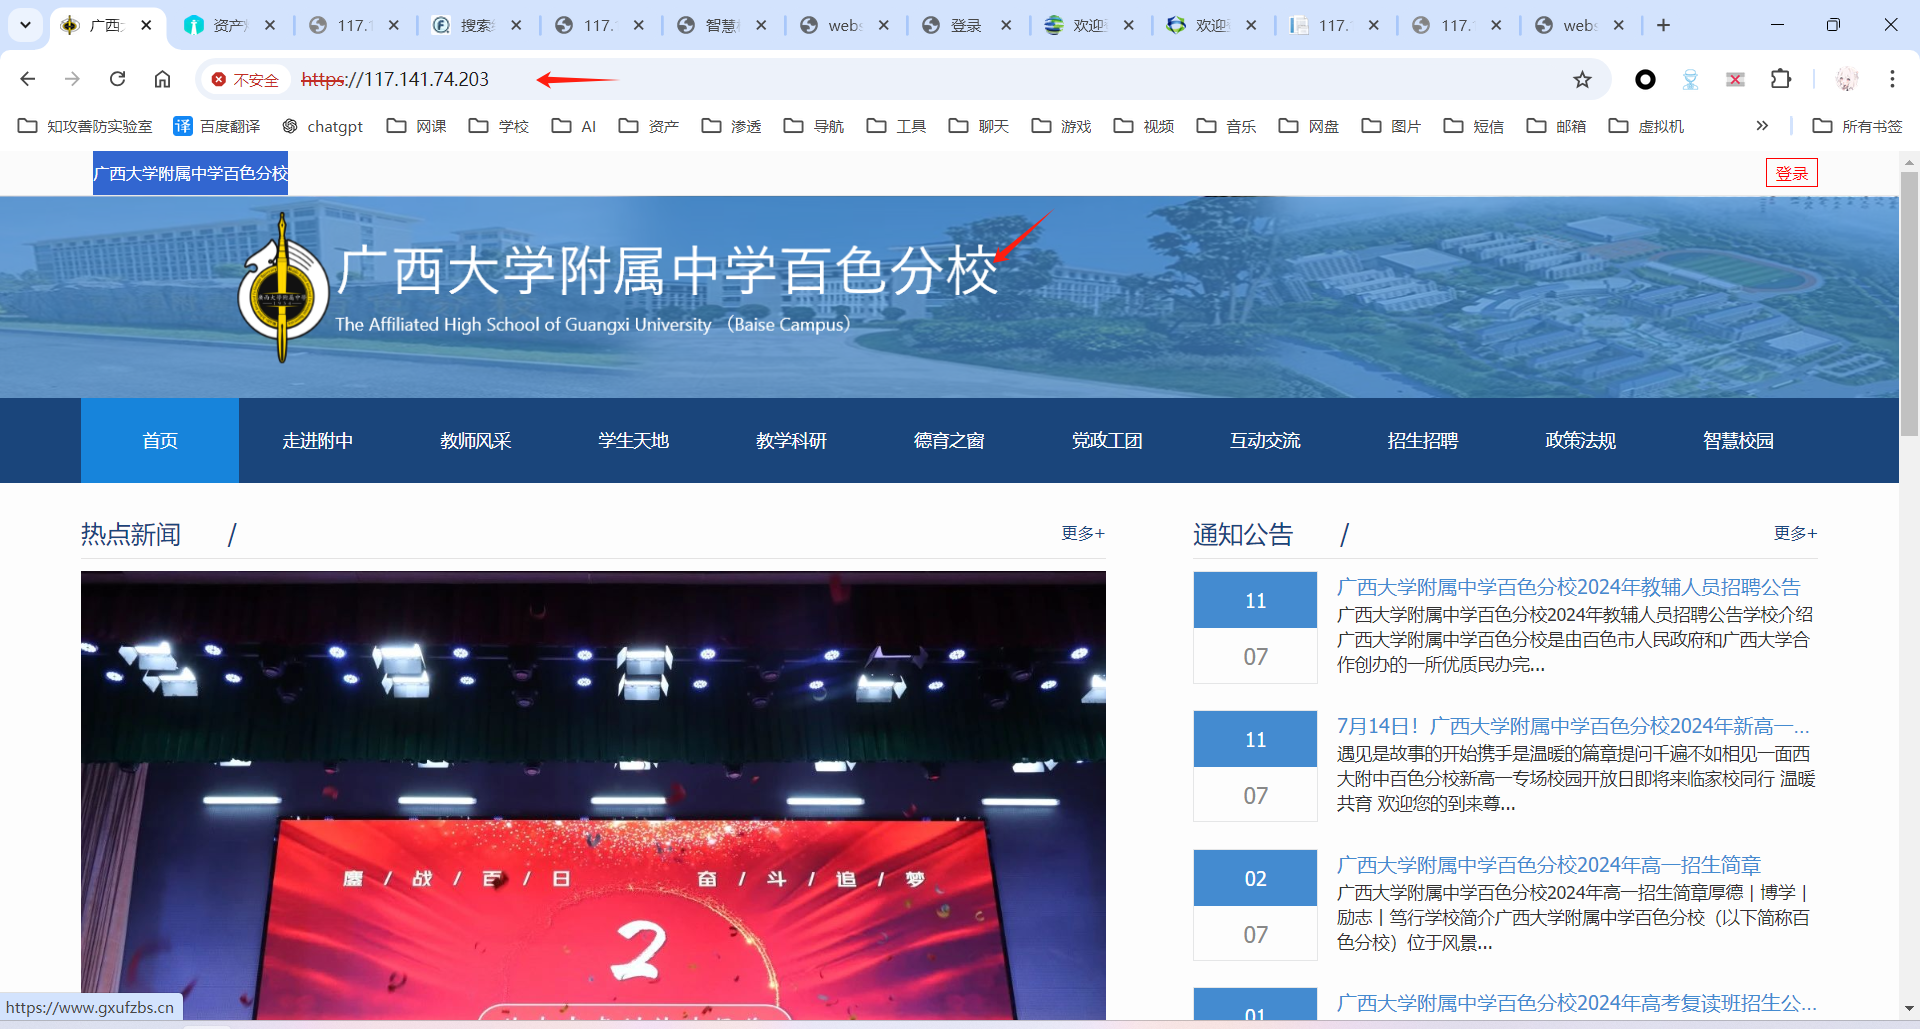 广西
资产
117.1
搜索
117.
智慧
webs
登录
欢迎
欢迎
117.
117.
webs
不安全
https://117.141.74.203
知攻善防实验室
译
百度翻译
chatgpt
网课
学校
AI
资产
渗透
导航
工具
聊天
游戏
视频
音乐
网盘
图片
短信
邮箱
虚拟机
所有书签
广西大学附属中学百色分校
登录
广西大学附属中学百色分校
The Affiliated High School of Guangxi University （Baise Campus）
首页
走进附中
教师风采
学生天地
教学科研
德育之窗
党政工团
互动交流
招生招聘
政策法规
智慧校园
热点新闻 /
更多+
鏖 / 战 / 百 / 日 奋 / 斗 / 追 / 梦
2
通知公告 /
更多+
11
07
广西大学附属中学百色分校2024年教辅人员招聘公告
广西大学附属中学百色分校2024年教辅人员招聘公告学校介绍
广西大学附属中学百色分校是由百色市人民政府和广西大学合
作创办的一所优质民办完...
11
07
7月14日！广西大学附属中学百色分校2024年新高一...
遇见是故事的开始携手是温暖的篇章提问千遍不如相见一面西
大附中百色分校新高一专场校园开放日即将来临家校同行 温暖
共育 欢迎您的到来尊...
02
07
广西大学附属中学百色分校2024年高一招生简章
广西大学附属中学百色分校2024年高一招生简章厚德 | 博学 |
励志丨笃行学校简介广西大学附属中学百色分校（以下简称百
色分校）位于风景...
01
广西大学附属中学百色分校2024年高考复读班招生公...
https://www.gxufzbs.cn